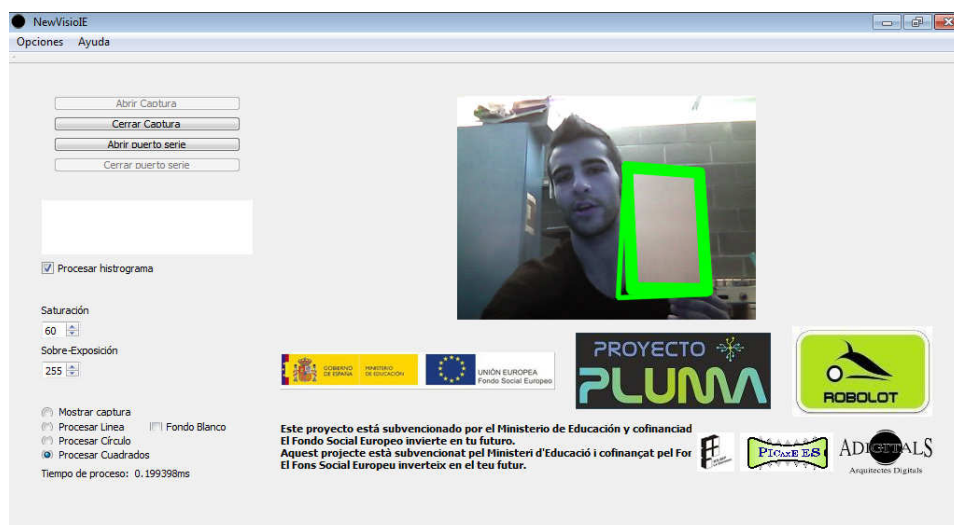 NewVisioIE
Opciones Ayuda
Abrir Captura
Cerrar Captura
Abrir puerto serie
Cerrar puerto serie
Procesar histrograma
Saturación
60
Sobre-Exposición
255
Mostrar captura
Procesar Linea Fondo Blanco
Procesar Círculo
Procesar Cuadrados
Tiempo de proceso: 0.199398ms
GOBIERNO DE ESPAÑA
MINISTERIO DE EDUCACIÓN
UNIÓN EUROPEA
Fondo Social Europeo
PROYECTO
PLUMA
ROBOLOT
Este proyecto está subvencionado por el Ministerio de Educación y cofinanciad
El Fondo Social Europeo invierte en tu futuro.
Aquest projecte està subvencionat pel Ministeri d'Educació i cofinançat pel For
El Fons Social Europeu inverteix en el teu futur.
PICAXE ES
ADIGITALS
Arquitectes Digitals